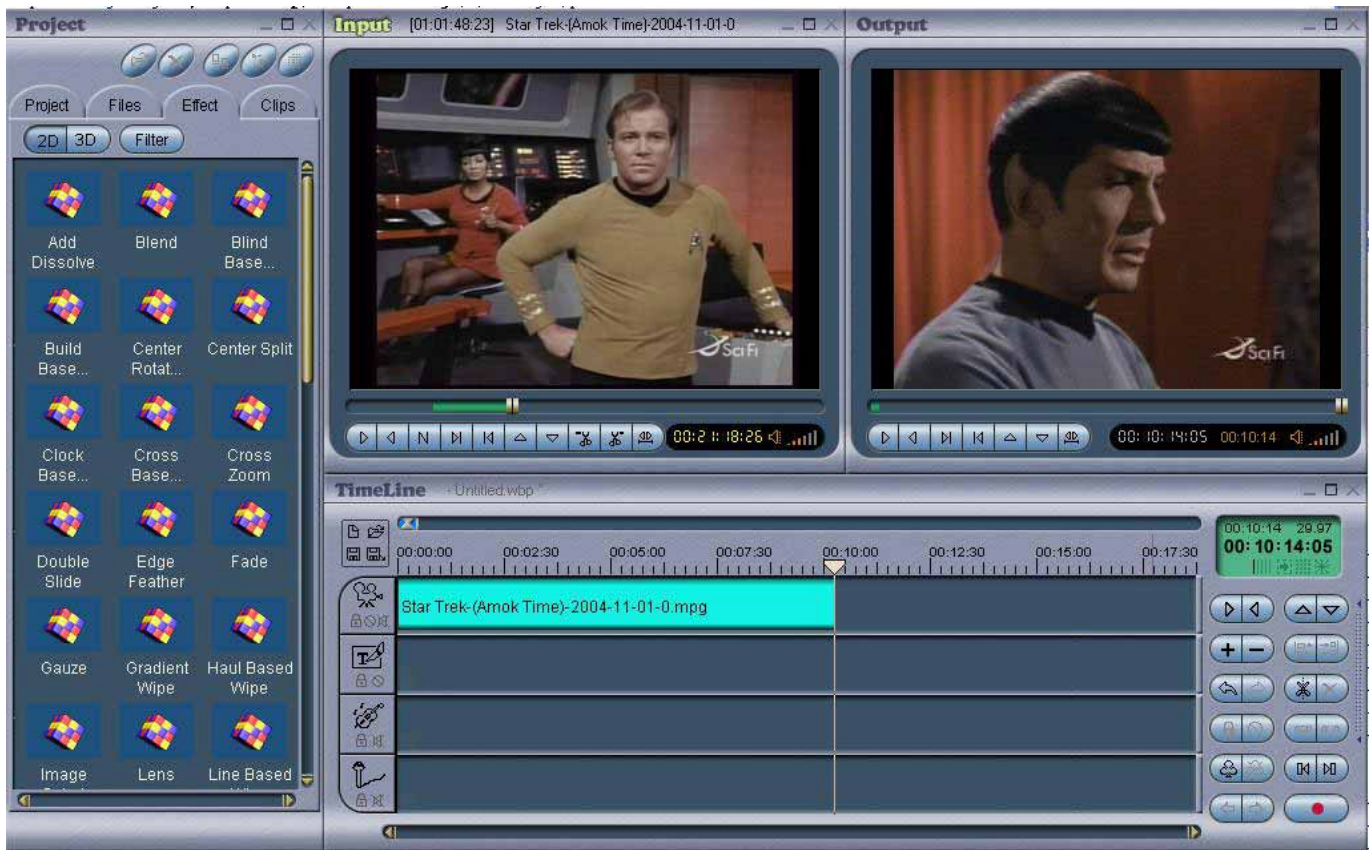 Project
Project Files Effect Clips
2D 3D Filter
Add Dissolve
Blend
Blind Base...
Build Base...
Center Rotat...
Center Split
Clock Base...
Cross Base...
Cross Zoom
Double Slide
Edge Feather
Fade
Gauze
Gradient Wipe
Haul Based Wipe
Image
Lens
Line Based
Input [01:01:48:23] Star Trek-(Amok Time)-2004-11-01-0
SciFi
N
00:21:18:26
Output
SciFi
00:10:14:05 00:10:14
TimeLine - Untitled.wbp *
00:00:00 00:02:30 00:05:00 00:07:30 00:10:00 00:12:30 00:15:00 00:17:30
Star Trek-(Amok Time)-2004-11-01-0.mpg
T
00:10:14 29.97
00:10:14:05